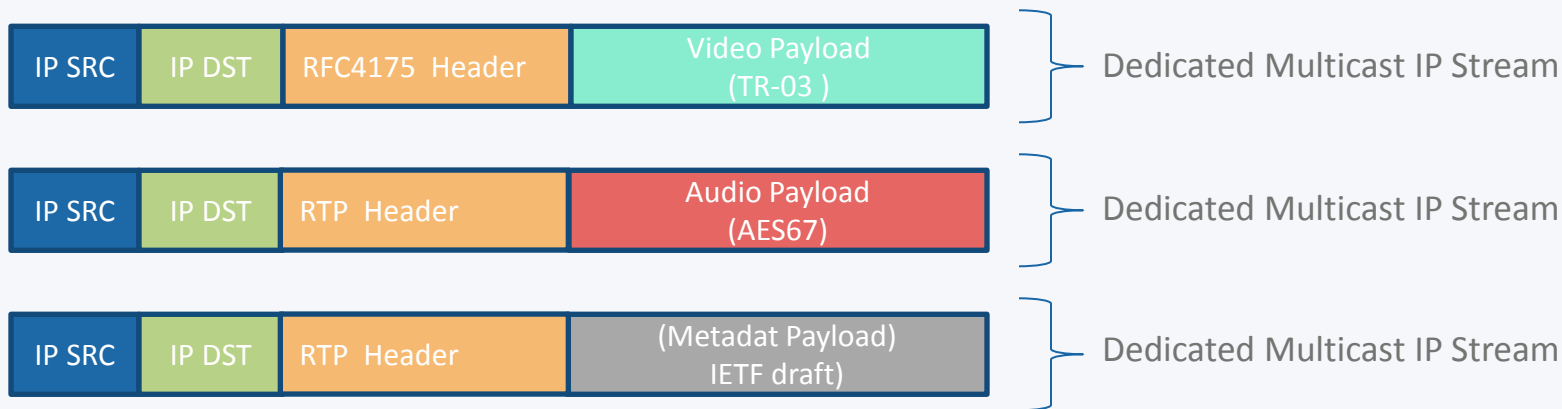 IP SRC IP DST RFC4175 Header Video Payload
(TR-03 )
Dedicated Multicast IP Stream
IP SRC IP DST RTP Header Audio Payload
(AES67)
Dedicated Multicast IP Stream
IP SRC IP DST RTP Header (Metadat Payload)
IETF draft)
Dedicated Multicast IP Stream